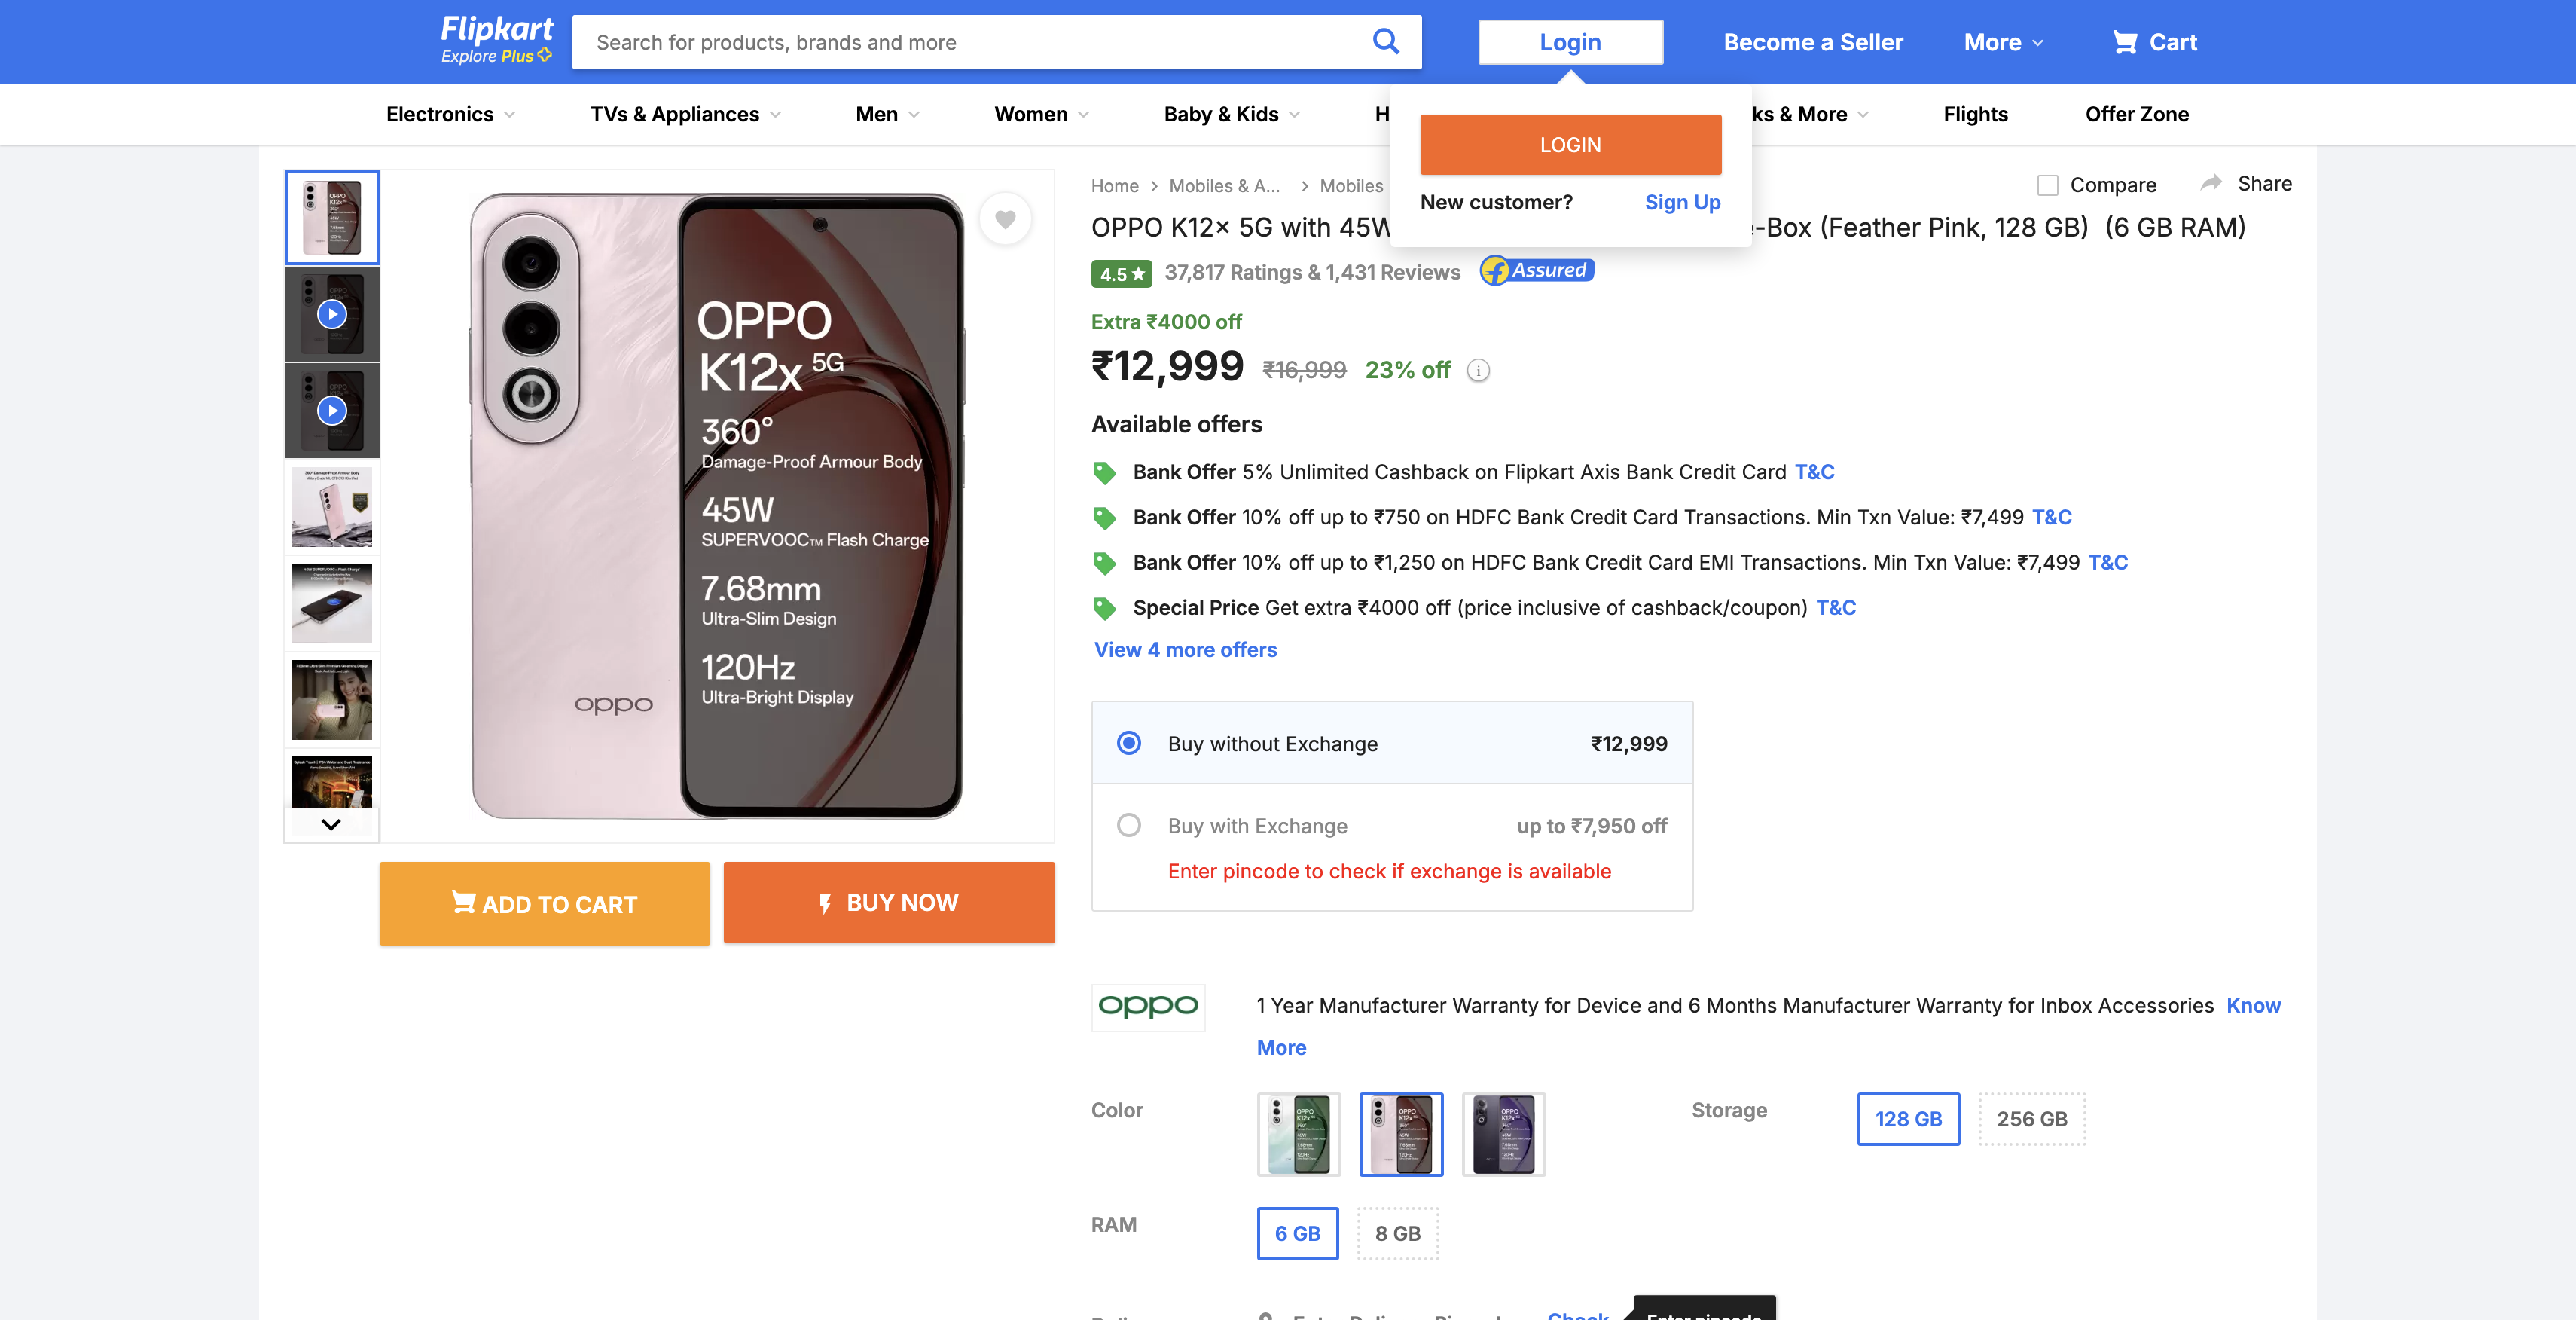 Flipkart
Explore Plus
Search for products, brands and more
Login
Become a Seller
More
Cart
Electronics
TVs & Appliances
Men
Women
Baby & Kids
H
ks & More
Flights
Offer Zone
LOGIN
New customer? Sign Up
Home
Mobiles & A...
Mobiles
Compare
Share
OPPO K12x 5G with 45W
e-Box (Feather Pink, 128 GB) (6 GB RAM)
4.5 ★ 37,817 Ratings & 1,431 Reviews
Assured
Extra ₹4000 off
₹12,999 ₹16,999 23% off
Available offers
Bank Offer 5% Unlimited Cashback on Flipkart Axis Bank Credit Card T&C
Bank Offer 10% off up to ₹750 on HDFC Bank Credit Card Transactions. Min Txn Value: ₹7,499 T&C
Bank Offer 10% off up to ₹1,250 on HDFC Bank Credit Card EMI Transactions. Min Txn Value: ₹7,499 T&C
Special Price Get extra ₹4000 off (price inclusive of cashback/coupon) T&C
View 4 more offers
Buy without Exchange ₹12,999
Buy with Exchange up to ₹7,950 off
Enter pincode to check if exchange is available
OPPO
K12x 5G
360°
Damage-Proof Armour Body
45W
SUPERVOOC™ Flash Charge
7.68mm
Ultra-Slim Design
120Hz
Ultra-Bright Display
oppo
ADD TO CART
BUY NOW
oppo
1 Year Manufacturer Warranty for Device and 6 Months Manufacturer Warranty for Inbox Accessories Know
More
Color
Storage
128 GB
256 GB
RAM
6 GB
8 GB
Check
Enter pincode